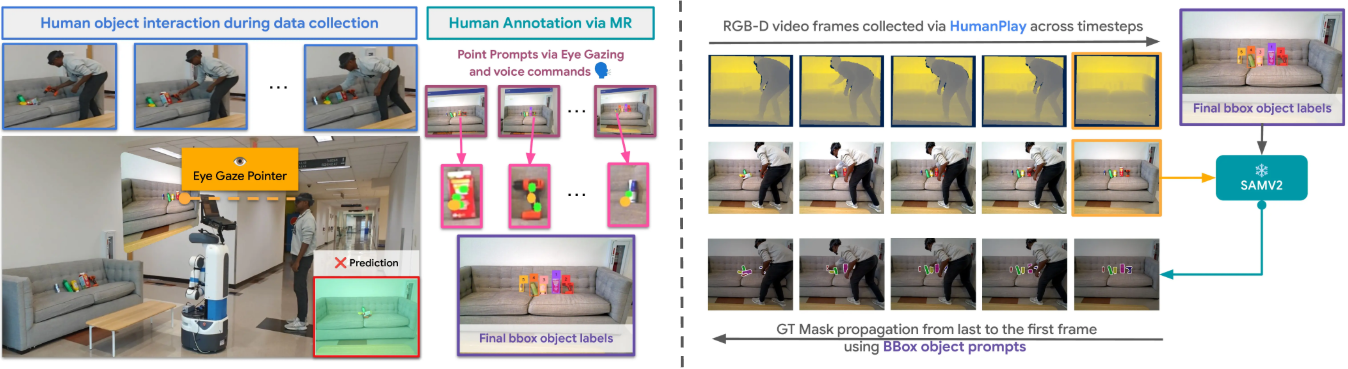 Human object interaction during data collection
...
Eye Gaze Pointer
❌ Prediction
Human Annotation via MR
Point Prompts via Eye Gazing
and voice commands 🗣
...
...
Final bbox object labels
RGB-D video frames collected via HumanPlay across timesteps
Final bbox object labels
SAMV2
GT Mask propagation from last to the first frame
using BBox object prompts